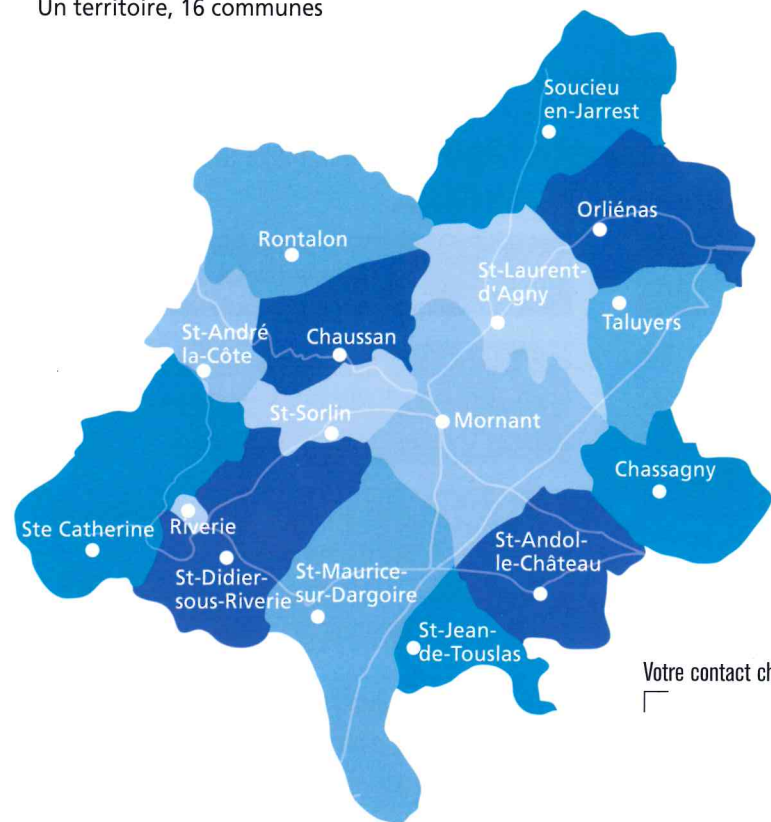 Un territoire, 16 communes
Soucieu
en-Jarrest
Orliénas
Rontalon
St-Laurent-
d'Agny
Taluyers
St-André
la-Côte
Chaussan
St-Sorlin
Mornant
Chassagny
Ste Catherine
Riverie
St-Andol-
le-Château
St-Didier-
sous-Riverie
St-Maurice-
sur-Dargoire
St-Jean-
de-Touslas
Votre contact